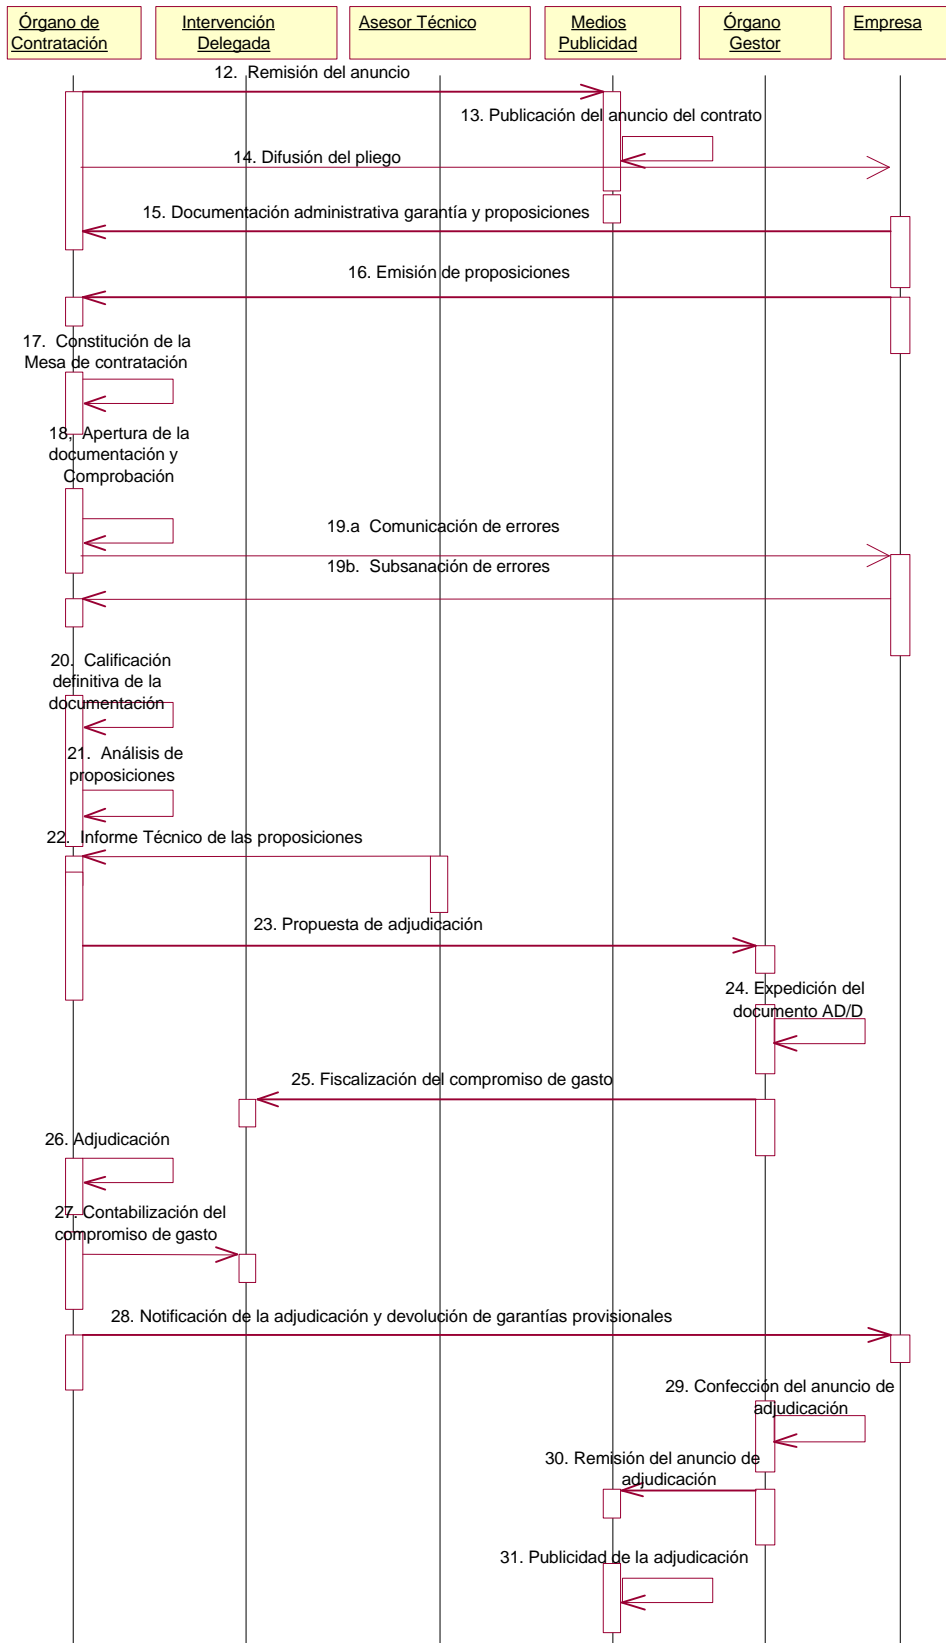 Órgano de
Contratación
Intervención
Delegada
Asesor Técnico
Medios
Publicidad
Órgano
Gestor
Empresa
12. Remisión del anuncio
13. Publicación del anuncio del contrato
14. Difusión del pliego
15. Documentación administrativa garantía y proposiciones
16. Emisión de proposiciones
17. Constitución de la
Mesa de contratación
18, Apertura de la
documentación y
Comprobación
19.a Comunicación de errores
19b. Subsanación de errores
20. Calificación
definitiva de la
documentación
21. Análisis de
proposiciones
22. Informe Técnico de las proposiciones
23. Propuesta de adjudicación
24. Expedición del
documento AD/D
25. Fiscalización del compromiso de gasto
26. Adjudicación
27. Contabilización del
compromiso de gasto
28. Notificación de la adjudicación y devolución de garantías provisionales
29. Confección del anuncio de
adjudicación
30. Remisión del anuncio de
adjudicación
31. Publicidad de la adjudicación